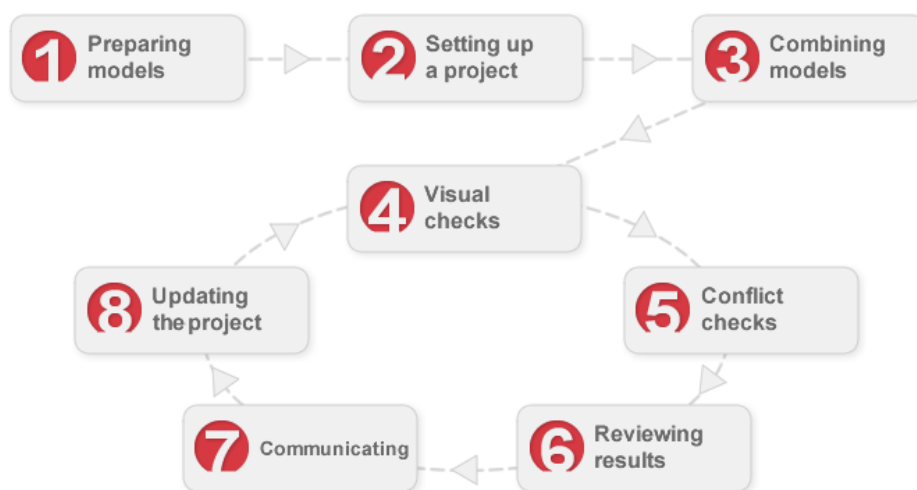 1 Preparing
models
2 Setting up
a project
3 Combining
models
4 Visual
checks
5 Conflict
checks
6 Reviewing
results
7 Communicating
8 Updating
the project